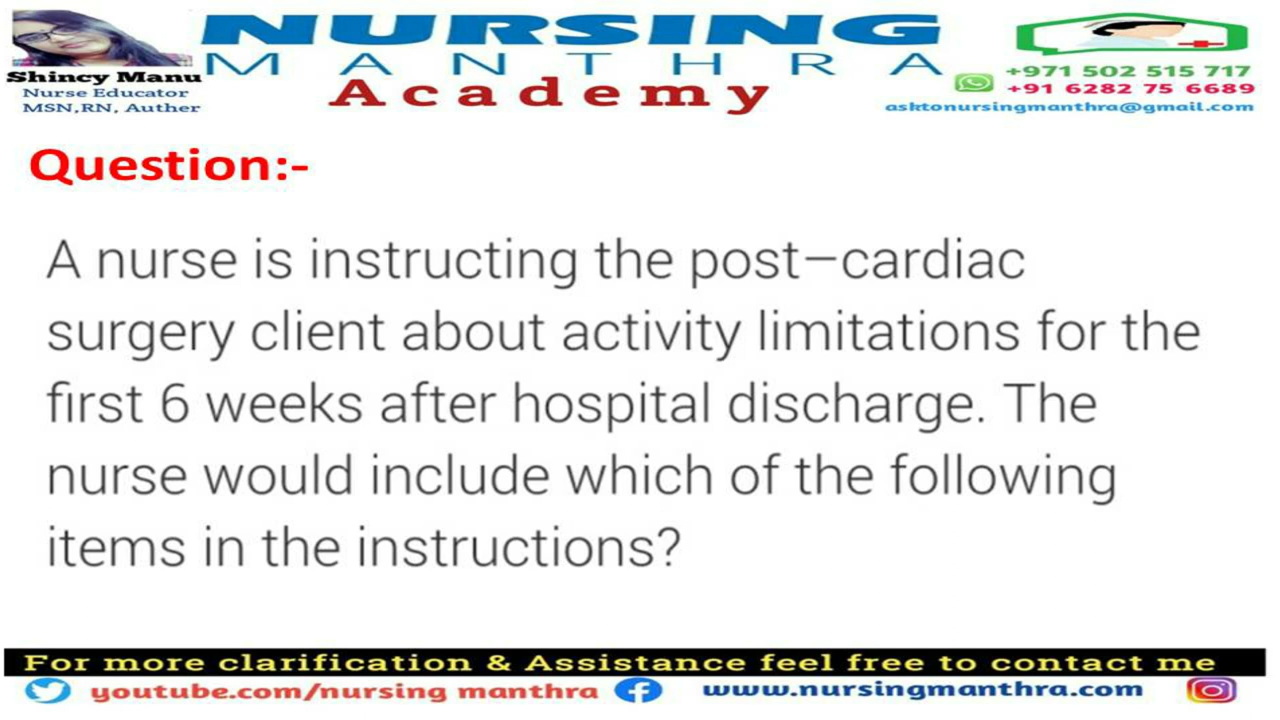 NURSING
MANTHRA
Academy
Shincy Manu
Nurse Educator
MSN,RN, Auther
+971 502 515 717
+91 6282 75 6689
asktonursingmanthra@gmail.com
Question:-
A nurse is instructing the post–cardiac
surgery client about activity limitations for the
first 6 weeks after hospital discharge. The
nurse would include which of the following
items in the instructions?
For more clarification & Assistance feel free to contact me
youtube.com/nursing manthra
www.nursingmanthra.com